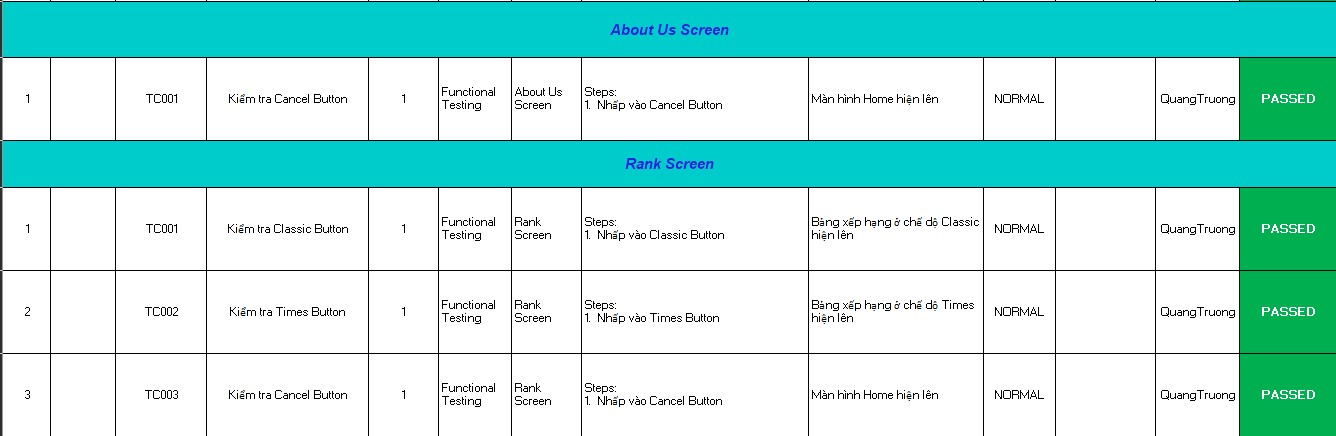 About Us Screen
1 TC001 Kiểm tra Cancel Button 1 Functional Testing About Us Screen Steps: 1. Nhấp vào Cancel Button Màn hình Home hiện lên NORMAL QuangTruong PASSED
Rank Screen
1 TC001 Kiểm tra Classic Button 1 Functional Testing Rank Screen Steps: 1. Nhấp vào Classic Button Bảng xếp hạng ở chế độ Classic hiện lên NORMAL QuangTruong PASSED
2 TC002 Kiểm tra Times Button 1 Functional Testing Rank Screen Steps: 1. Nhấp vào Times Button Bảng xếp hạng ở chế độ Times hiện lên NORMAL QuangTruong PASSED
3 TC003 Kiểm tra Cancel Button 1 Functional Testing Rank Screen Steps: 1. Nhấp vào Cancel Button Màn hình Home hiện lên NORMAL QuangTruong PASSED